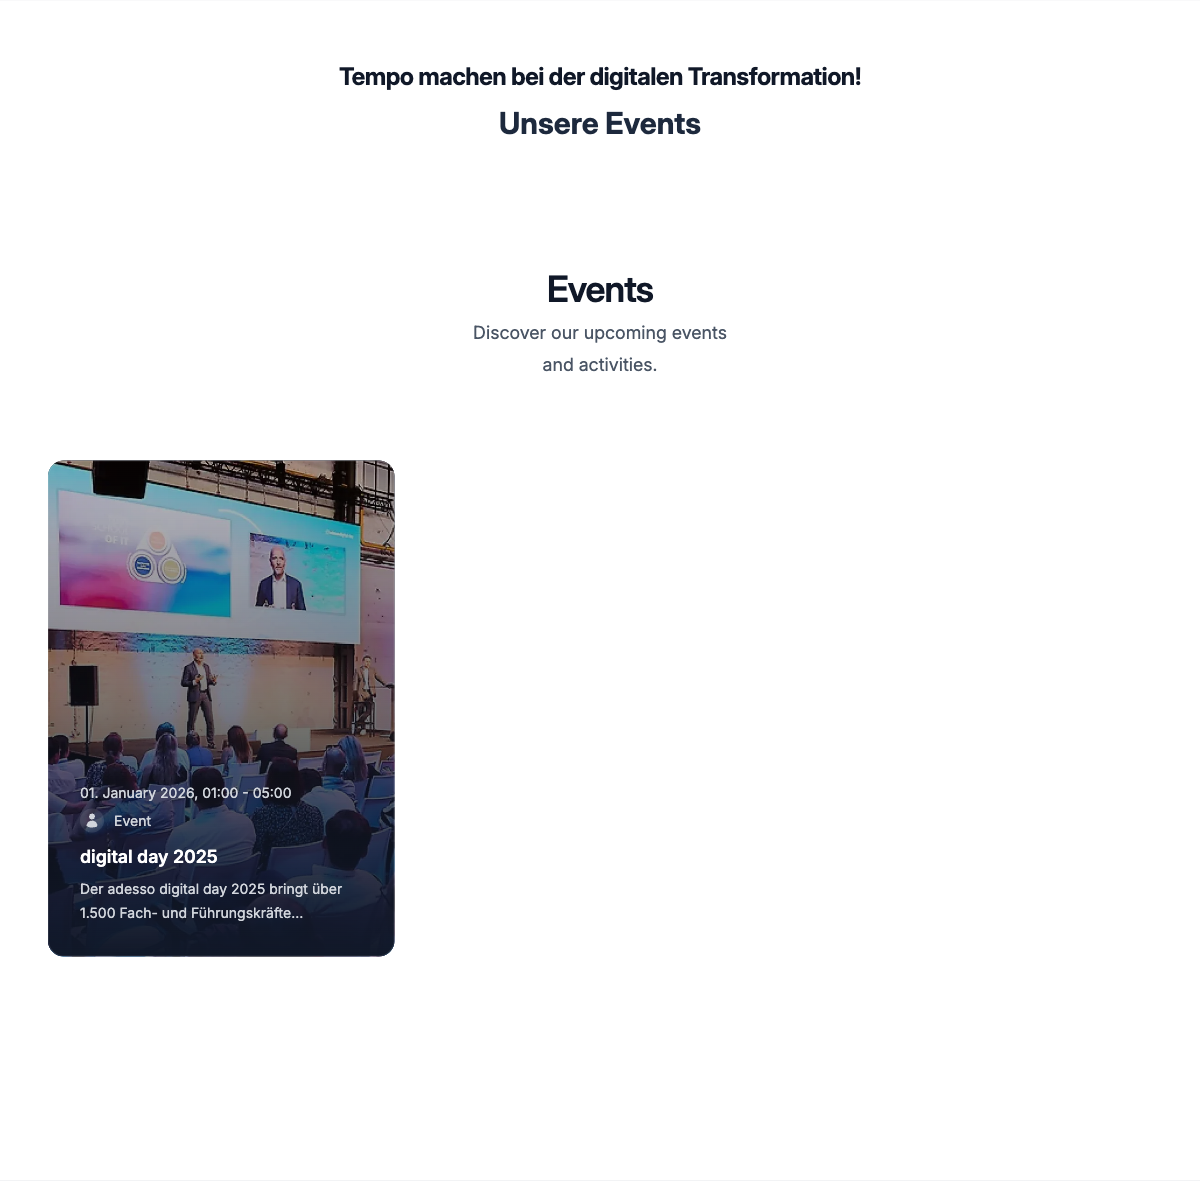 Tempo machen bei der digitalen Transformation!
Unsere Events
Events
Discover our upcoming events
and activities.
OF IT
01. January 2026, 01:00 - 05:00
Event
digital day 2025
Der adesso digital day 2025 bringt über
1.500 Fach- und Führungskräfte...